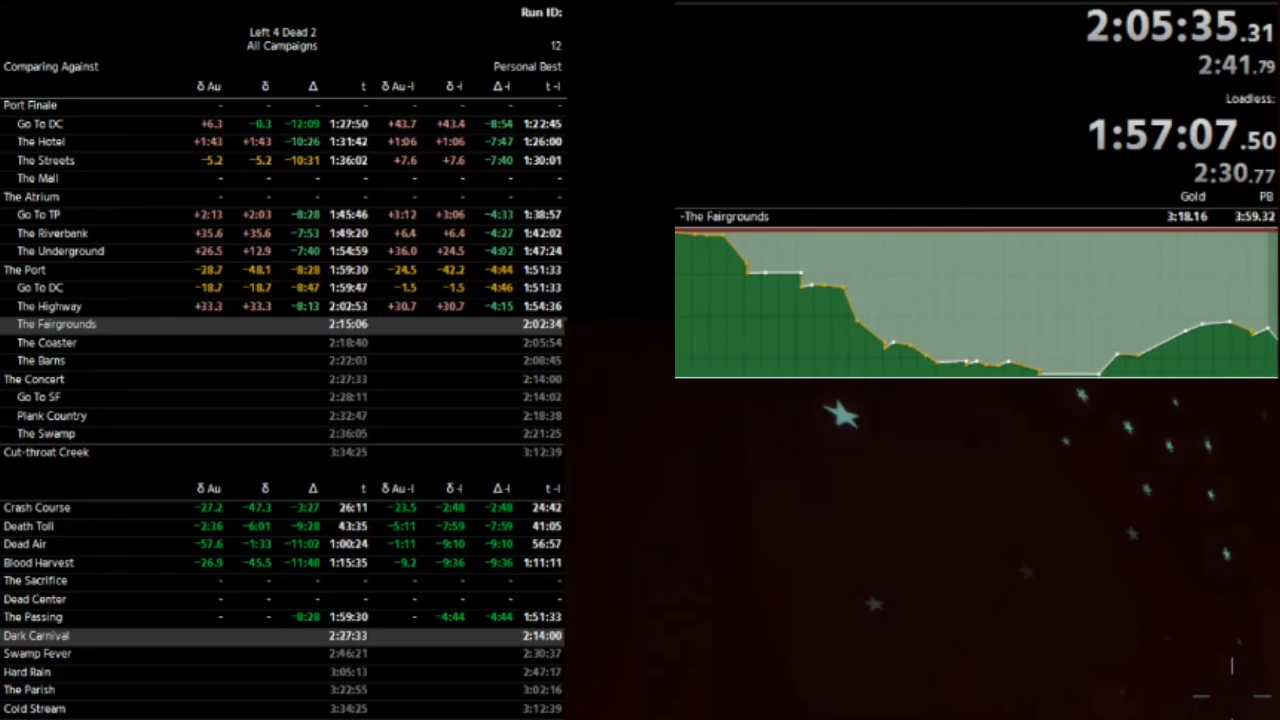 Run ID:
Left 4 Dead 2
All Campaigns
12
Comparing Against Personal Best
δ Au δ Δ t δ Au -l δ -l Δ -l t -l
Port Finale - - - - - - - -
Go To DC +6.3 −0.3 −12:09 1:27:50 +43.7 +43.4 −8:54 1:22:45
The Hotel +1:43 +1:43 −10:26 1:31:42 +1:06 +1:06 −7:47 1:26:00
The Streets −5.2 −5.2 −10:31 1:36:02 +7.6 +7.6 −7:40 1:30:01
The Mall - - - - - - - -
The Atrium - - - - - - - -
Go To TP +2:13 +2:03 −8:28 1:45:46 +3:12 +3:06 −4:33 1:38:57
The Riverbank +35.6 +35.6 −7:53 1:49:20 +6.4 +6.4 −4:27 1:42:02
The Underground +26.5 +12.9 −7:40 1:54:59 +36.0 +24.5 −4:02 1:47:24
The Port −28.7 −48.1 −8:28 1:59:30 −24.5 −42.2 −4:44 1:51:33
Go To DC −18.7 −18.7 −8:47 1:59:47 −1.5 −1.5 −4:46 1:51:33
The Highway +33.3 +33.3 −8:13 2:02:53 +30.7 +30.7 −4:15 1:54:36
The Fairgrounds 2:15:06 2:02:34
The Coaster 2:18:40 2:05:54
The Barns 2:22:03 2:08:45
The Concert 2:27:33 2:14:00
Go To SF 2:28:11 2:14:02
Plank Country 2:32:47 2:18:38
The Swamp 2:36:05 2:21:25
Cut-throat Creek 3:34:25 3:12:39
δ Au δ Δ t δ Au -l δ -l Δ -l t -l
Crash Course −27.2 −47.3 −3:27 26:11 −23.5 −2:48 −2:48 24:42
Death Toll −2:36 −6:01 −9:28 43:35 −5:11 −7:59 −7:59 41:05
Dead Air −57.6 −1:33 −11:02 1:00:24 −1:11 −9:10 −9:10 56:57
Blood Harvest −26.9 −45.5 −11:48 1:15:35 −9.2 −9:36 −9:36 1:11:11
The Sacrifice - - - - - - - -
Dead Center - - - - - - - -
The Passing - - −8:28 1:59:30 - −4:44 −4:44 1:51:33
Dark Carnival 2:27:33 2:14:00
Swamp Fever 2:46:21 2:30:37
Hard Rain 3:05:13 2:47:17
The Parish 3:22:55 3:02:16
Cold Stream 3:34:25 3:12:39
2:05:35.31
2:41.79
Loadless:
1:57:07.50
2:30.77
Gold PB
-The Fairgrounds 3:18.16 3:59.32